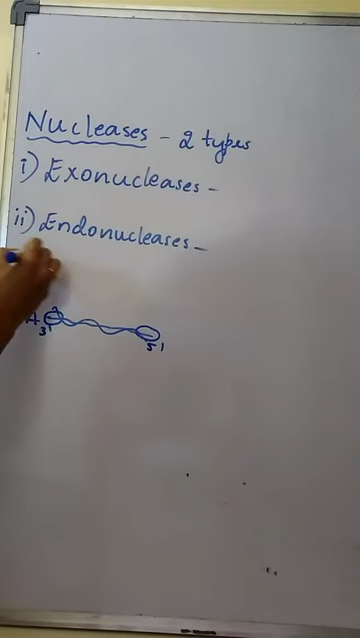 Nucleases - 2 types
i) Exonucleases -
ii) Endonucleases -
3' 5'